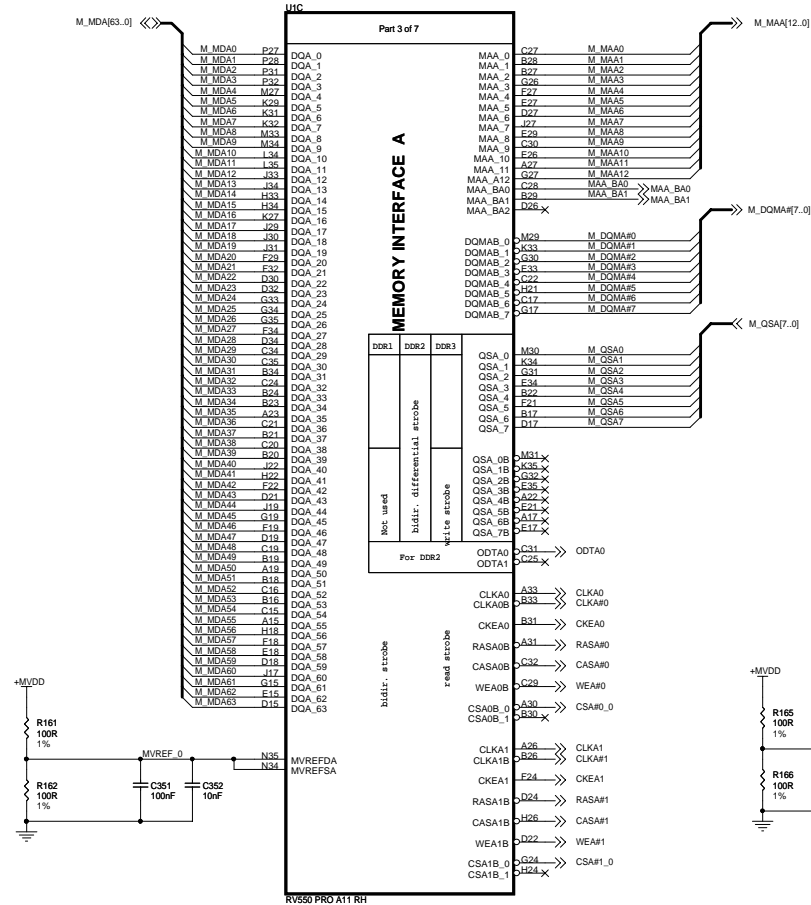 U1C
Part 3 of 7
M_MDA[63..0]
M_MDA0 P27 DQA_0
M_MDA1 P28 DQA_1
M_MDA2 P31 DQA_2
M_MDA3 P32 DQA_3
M_MDA4 M27 DQA_4
M_MDA5 K29 DQA_5
M_MDA6 K31 DQA_6
M_MDA7 K32 DQA_7
M_MDA8 M33 DQA_8
M_MDA9 M34 DQA_9
M_MDA10 L34 DQA_10
M_MDA11 L35 DQA_11
M_MDA12 J33 DQA_12
M_MDA13 J34 DQA_13
M_MDA14 H33 DQA_14
M_MDA15 H34 DQA_15
M_MDA16 K27 DQA_16
M_MDA17 J29 DQA_17
M_MDA18 J30 DQA_18
M_MDA19 J31 DQA_19
M_MDA20 F29 DQA_20
M_MDA21 F32 DQA_21
M_MDA22 D30 DQA_22
M_MDA23 D32 DQA_23
M_MDA24 G33 DQA_24
M_MDA25 G34 DQA_25
M_MDA26 G35 DQA_26
M_MDA27 F34 DQA_27
M_MDA28 D34 DQA_28
M_MDA29 C34 DQA_29
M_MDA30 C35 DQA_30
M_MDA31 B34 DQA_31
M_MDA32 C24 DQA_32
M_MDA33 B24 DQA_33
M_MDA34 B23 DQA_34
M_MDA35 A23 DQA_35
M_MDA36 C21 DQA_36
M_MDA37 B21 DQA_37
M_MDA38 C20 DQA_38
M_MDA39 B20 DQA_39
M_MDA40 J22 DQA_40
M_MDA41 H22 DQA_41
M_MDA42 F22 DQA_42
M_MDA43 D21 DQA_43
M_MDA44 J19 DQA_44
M_MDA45 G19 DQA_45
M_MDA46 F19 DQA_46
M_MDA47 D19 DQA_47
M_MDA48 C19 DQA_48
M_MDA49 B19 DQA_49
M_MDA50 A19 DQA_50
M_MDA51 B18 DQA_51
M_MDA52 C16 DQA_52
M_MDA53 B16 DQA_53
M_MDA54 C15 DQA_54
M_MDA55 A15 DQA_55
M_MDA56 H18 DQA_56
M_MDA57 F18 DQA_57
M_MDA58 E18 DQA_58
M_MDA59 D18 DQA_59
M_MDA60 J17 DQA_60
M_MDA61 G15 DQA_61
M_MDA62 E15 DQA_62
M_MDA63 D15 DQA_63
+MVDD
R161
100R
1%
R162
100R
1%
MVREF_0
C351
100nF
C352
10nF
N35 MVREFDA
N34 MVREFSA
MEMORY INTERFACE A
DDR1 DDR2 DDR3
Not used
bidir. differential strobe
write strobe
For DDR2
bidir. strobe
read strobe
M_MAA[12..0]
MAA_0 C27 M_MAA0
MAA_1 B28 M_MAA1
MAA_2 B27 M_MAA2
MAA_3 G26 M_MAA3
MAA_4 F27 M_MAA4
MAA_5 E27 M_MAA5
MAA_6 D27 M_MAA6
MAA_7 J27 M_MAA7
MAA_8 E29 M_MAA8
MAA_9 C30 M_MAA9
MAA_10 E26 M_MAA10
MAA_11 A27 M_MAA11
MAA_A12 G27 M_MAA12
MAA_BA0 C28 MAA_BA0 MAA_BA0
MAA_BA1 B29 MAA_BA1 MAA_BA1
MAA_BA2 D26
M_DQMA#[7..0]
DQMAB_0 M29 M_DQMA#0
DQMAB_1 K33 M_DQMA#1
DQMAB_2 G30 M_DQMA#2
DQMAB_3 E33 M_DQMA#3
DQMAB_4 C22 M_DQMA#4
DQMAB_5 H21 M_DQMA#5
DQMAB_6 C17 M_DQMA#6
DQMAB_7 G17 M_DQMA#7
M_QSA[7..0]
QSA_0 M30 M_QSA0
QSA_1 K34 M_QSA1
QSA_2 G31 M_QSA2
QSA_3 E34 M_QSA3
QSA_4 B22 M_QSA4
QSA_5 F21 M_QSA5
QSA_6 B17 M_QSA6
QSA_7 D17 M_QSA7
QSA_0B M31
QSA_1B K35
QSA_2B G32
QSA_3B E35
QSA_4B A22
QSA_5B E21
QSA_6B A17
QSA_7B E17
ODTA0 C31 ODTA0
ODTA1 C25
CLKA0 A33 CLKA0
CLKA0B B33 CLKA#0
CKEA0 B31 CKEA0
RASA0B A31 RASA#0
CASA0B C32 CASA#0
WEA0B C29 WEA#0
CSA0B_0 A30 CSA#0_0
CSA0B_1 B30
CLKA1 A26 CLKA1
CLKA1B B26 CLKA#1
CKEA1 F24 CKEA1
RASA1B D24 RASA#1
CASA1B H26 CASA#1
WEA1B D22 WEA#1
CSA1B_0 G24 CSA#1_0
CSA1B_1 H24
+MVDD
R165
100R
1%
R166
100R
1%
RV550 PRO A11 RH